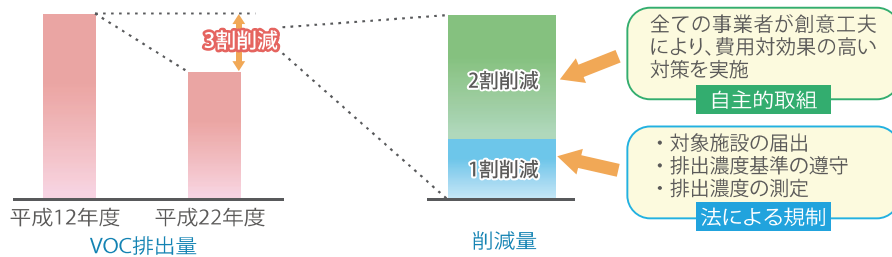 3割削減
平成12年度
平成22年度
VOC排出量
2割削減
1割削減
削減量
全ての事業者が創意工夫
により、費用対効果の高い
対策を実施
自主的取組
・対象施設の届出
・排出濃度基準の遵守
・排出濃度の測定
法による規制